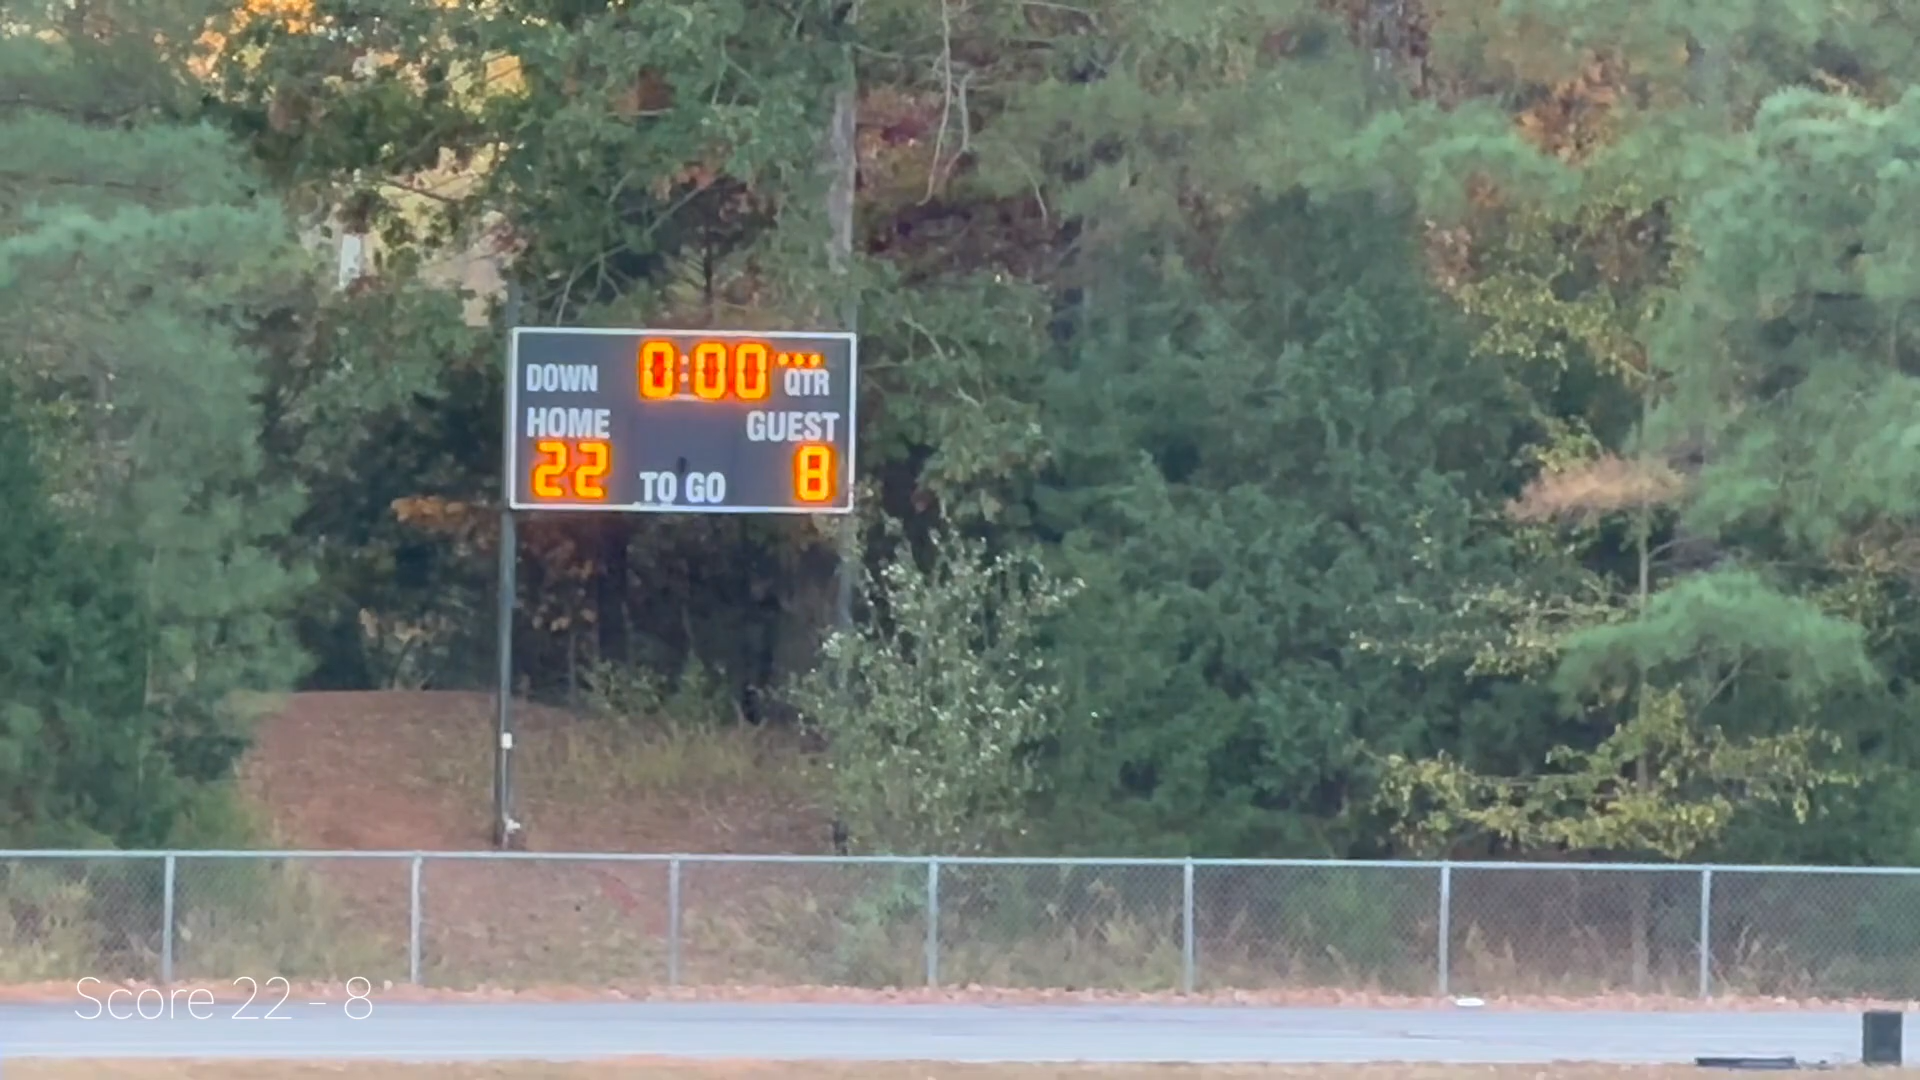 0:00
DOWN QTR
HOME GUEST
22 TO GO 8
Score 22 - 8